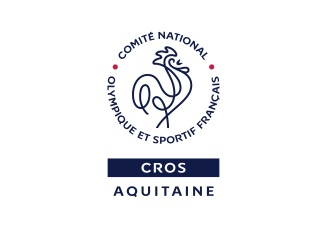 COMITÉ NATIONAL
OLYMPIQUE ET SPORTIF FRANÇAIS
CROS
AQUITAINE